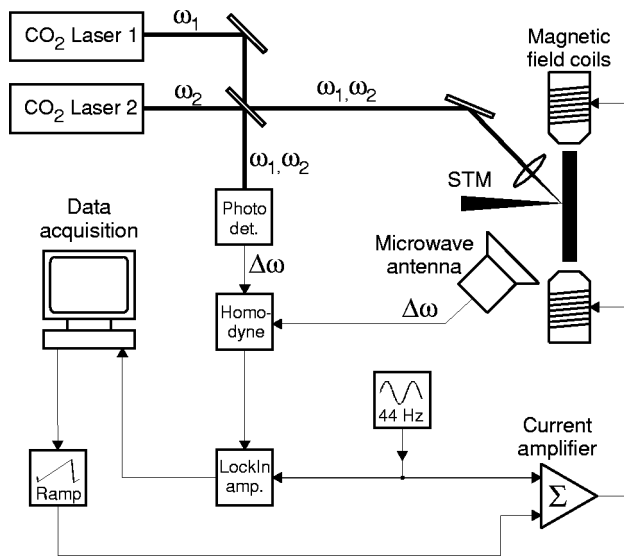 CO2 Laser 1
ω1
Magnetic
field coils
CO2 Laser 2
ω2
ω1,ω2
ω1,ω2
STM
Data
acquisition
Photo
det.
Microwave
antenna
Δω
Δω
Homo-
dyne
44 Hz
Current
amplifier
Ramp
LockIn
amp.
Σ